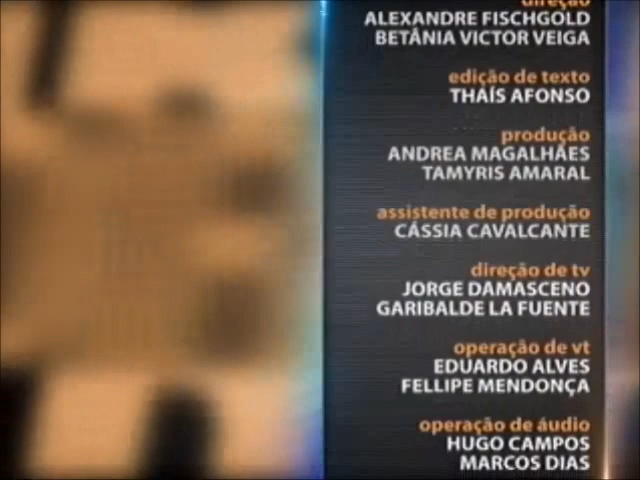 direção
ALEXANDRE FISCHGOLD
BETÂNIA VICTOR VEIGA
edição de texto
THAÍS AFONSO
produção
ANDREA MAGALHÃES
TAMYRIS AMARAL
assistente de produção
CÁSSIA CAVALCANTE
direção de tv
JORGE DAMASCENO
GARIBALDE LA FUENTE
operação de vt
EDUARDO ALVES
FELLIPE MENDONÇA
operação de áudio
HUGO CAMPOS
MARCOS DIAS